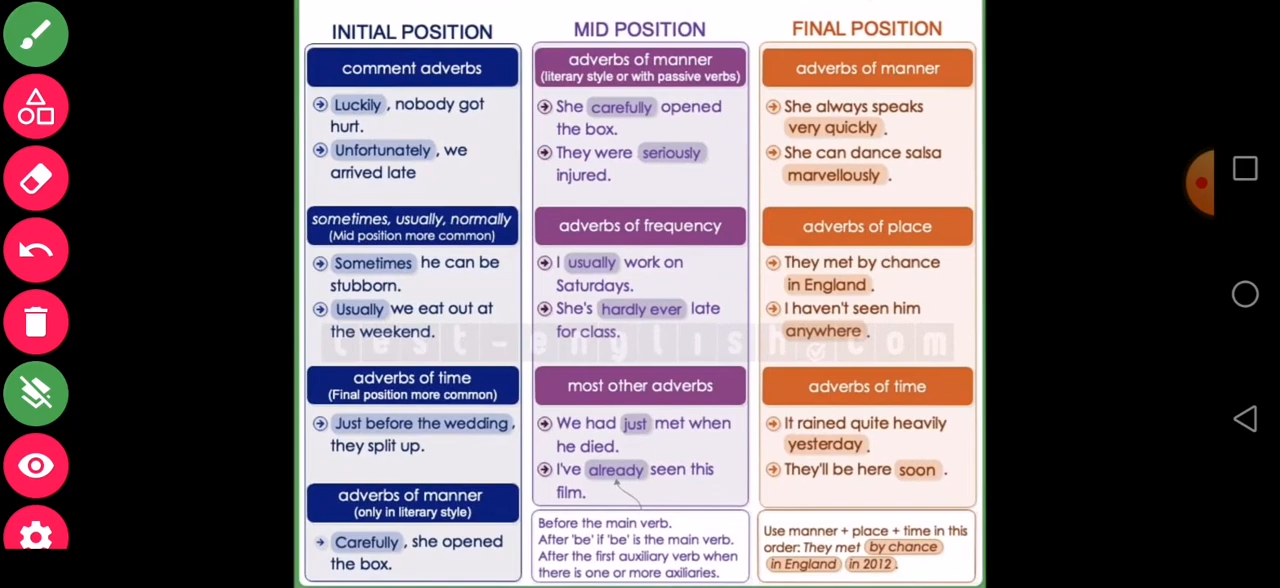 INITIAL POSITION
comment adverbs
Luckily, nobody got
hurt.
Unfortunately, we
arrived late
sometimes, usually, normally
(Mid position more common)
Sometimes he can be
stubborn.
Usually we eat out at
the weekend.
adverbs of time
(Final position more common)
Just before the wedding,
they split up.
adverbs of manner
(only in literary style)
Carefully, she opened
the box.
MID POSITION
adverbs of manner
(literary style or with passive verbs)
She carefully opened
the box.
They were seriously
injured.
adverbs of frequency
I usually work on
Saturdays.
She's hardly ever late
for class.
most other adverbs
We had just met when
he died.
I've already seen this
film.
Before the main verb.
After 'be' if 'be' is the main verb.
After the first auxiliary verb when
there is one or more axiliaries.
FINAL POSITION
adverbs of manner
She always speaks
very quickly.
She can dance salsa
marvellously.
adverbs of place
They met by chance
in England.
I haven't seen him
anywhere.
adverbs of time
It rained quite heavily
yesterday.
They'll be here soon.
Use manner + place + time in this
order: They met by chance
in England in 2012.
test-english.com